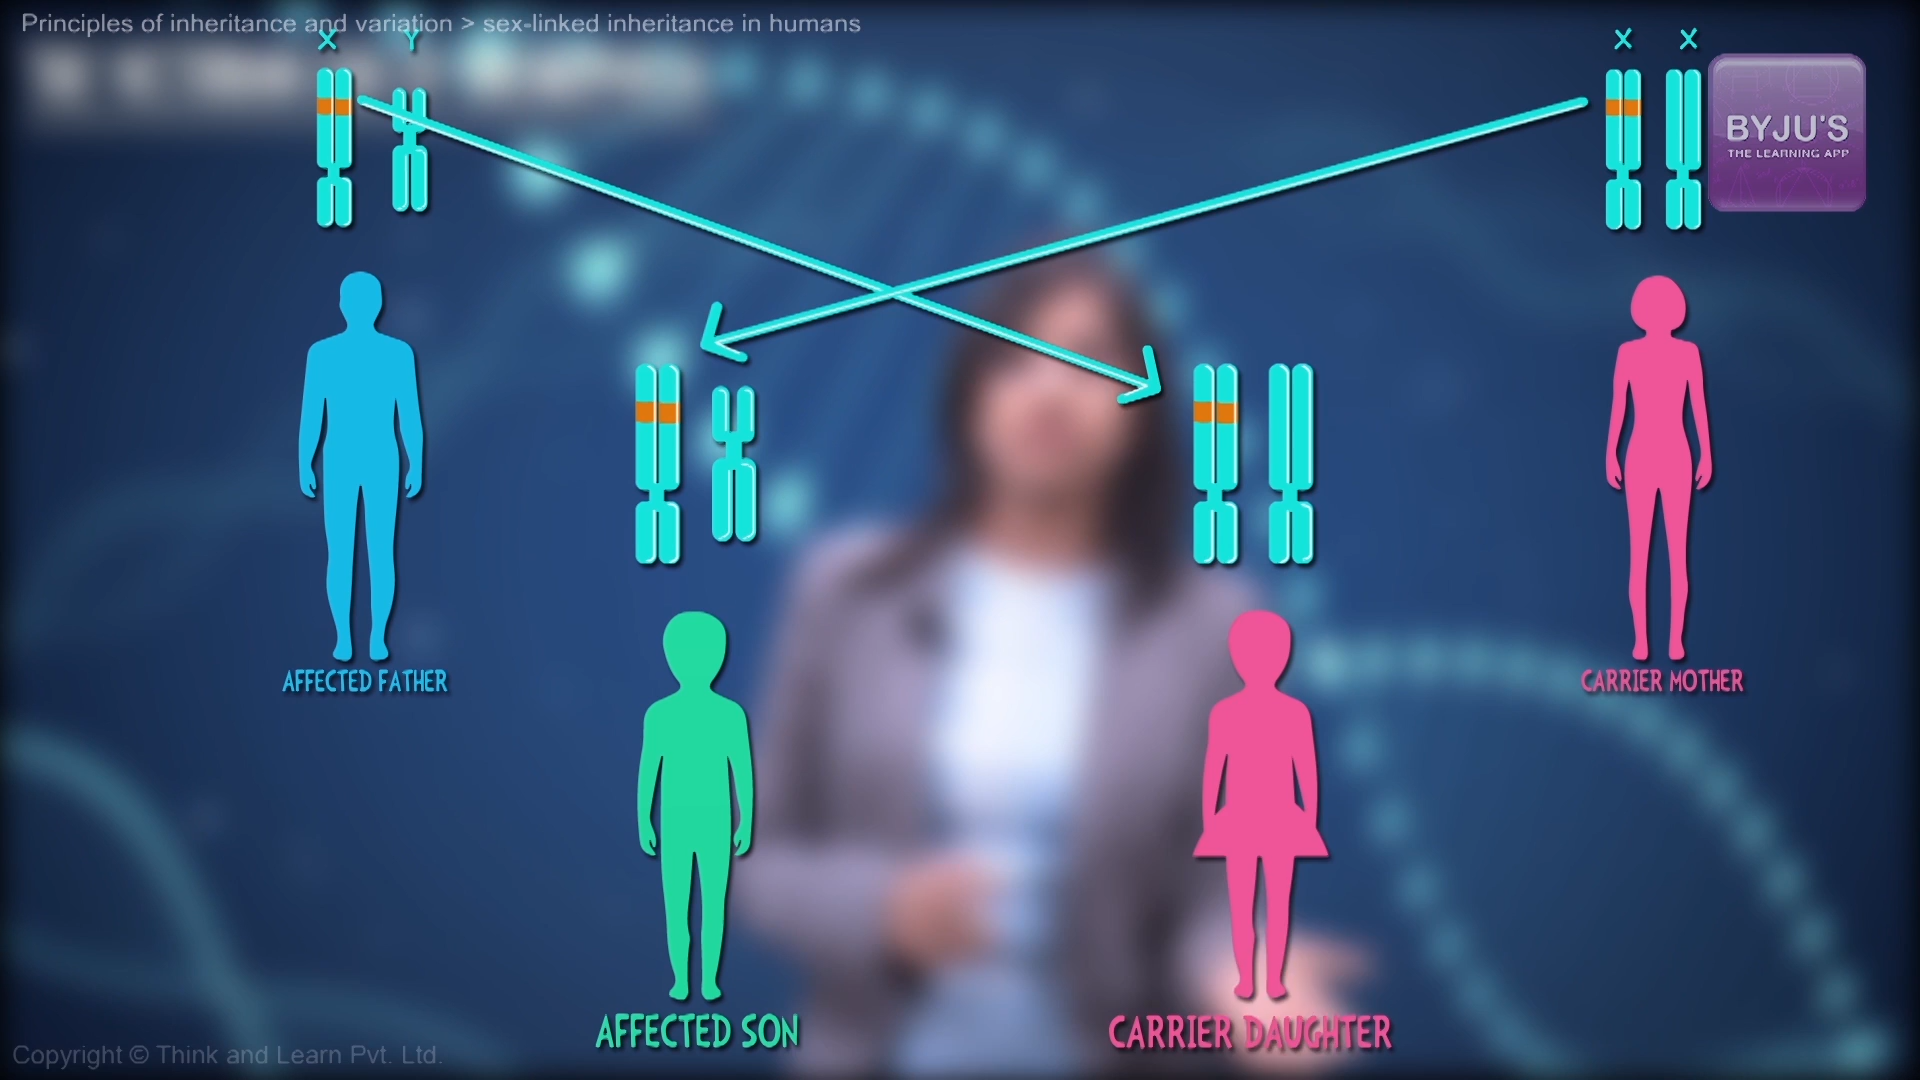 Principles of inheritance and variation > sex-linked inheritance in humans
X Y
X X
BYJU'S
THE LEARNING APP
AFFECTED FATHER
CARRIER MOTHER
AFFECTED SON
CARRIER DAUGHTER
Copyright © Think and Learn Pvt. Ltd.